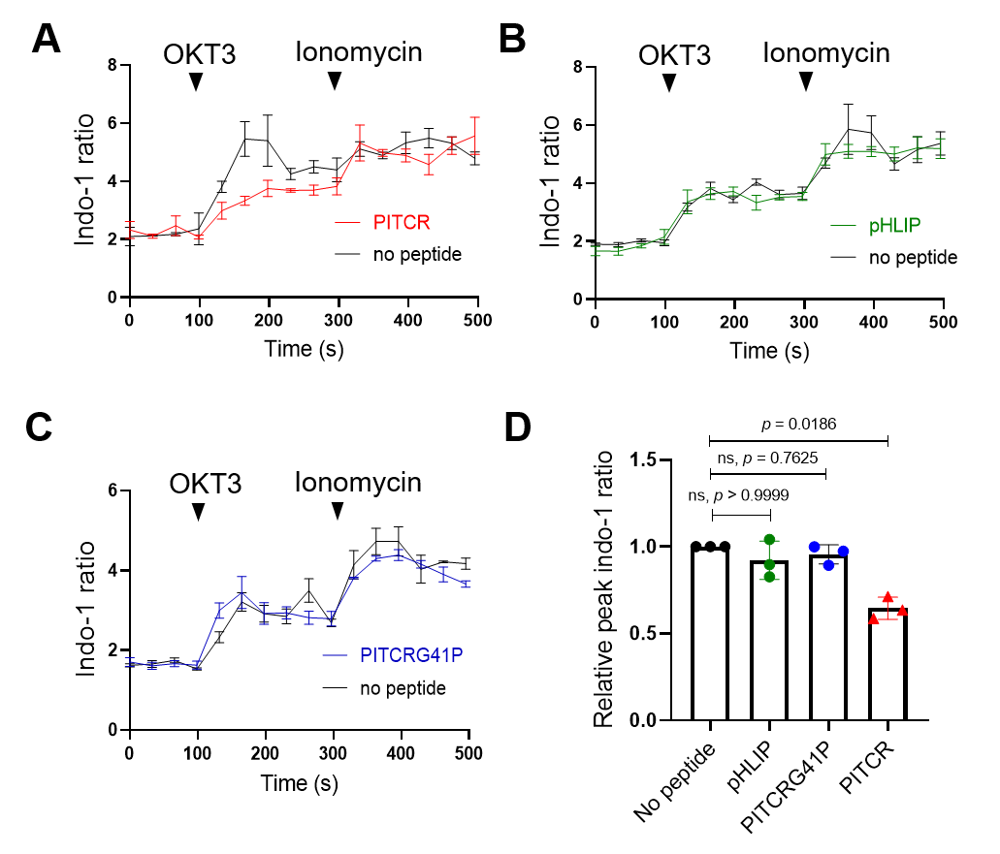 A
OKT3
Ionomycin
Indo-1 ratio
8
6
4
2
0
PITCR
no peptide
0 100 200 300 400 500
Time (s)
B
OKT3
Ionomycin
Indo-1 ratio
8
6
4
2
0
pHLIP
no peptide
0 100 200 300 400 500
Time (s)
C
OKT3
Ionomycin
Indo-1 ratio
6
4
2
0
PITCRG41P
no peptide
0 100 200 300 400 500
Time (s)
D
p = 0.0186
ns, p = 0.7625
ns, p > 0.9999
Relative peak indo-1 ratio
1.5
1.0
0.5
0.0
No peptide
pHLIP
PITCRG41P
PITCR